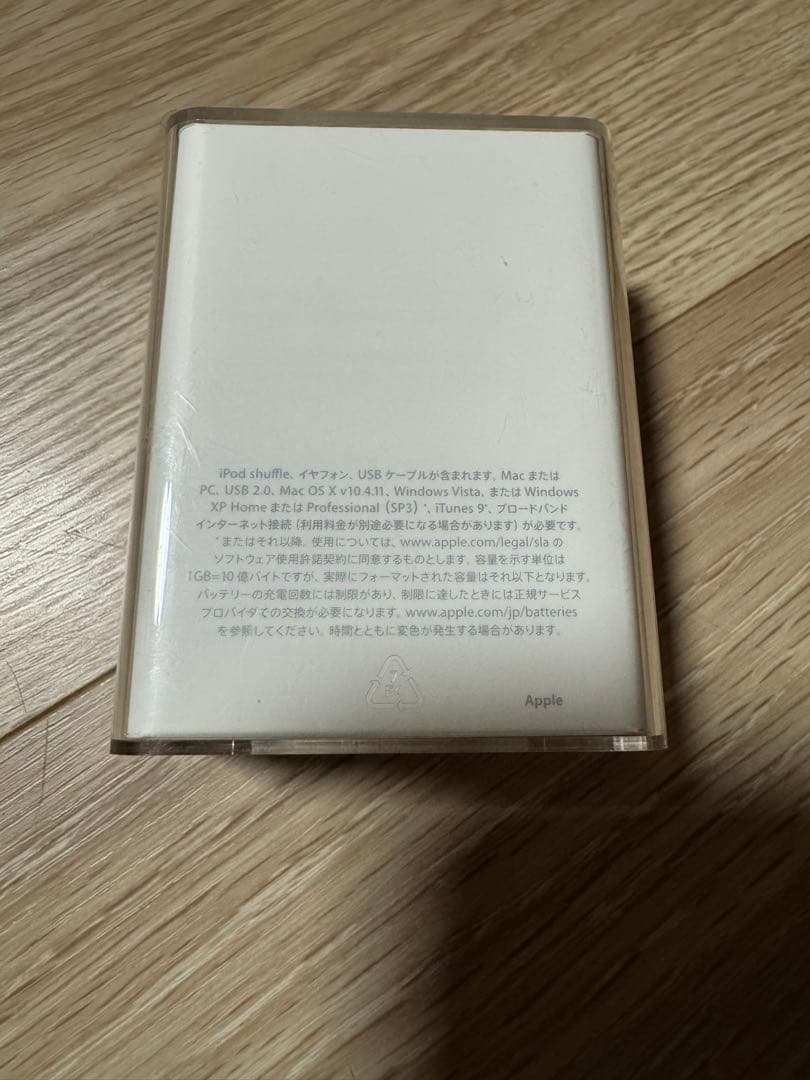 iPod shuffle、イヤフォン、USB ケーブルが含まれます。Mac または
PC、USB 2.0、Mac OS X v10.4.11、Windows Vista、または Windows
XP Home または Professional (SP3) *、iTunes 9*、ブロードバンド
インターネット接続 (利用料金が別途必要になる場合があります) が必要です。
*またはそれ以降。使用については、www.apple.com/legal/sla の
ソフトウェア使用許諾契約に同意するものとします。容量を示す単位は
1GB=10 億バイトですが、実際にフォーマットされた容量はそれ以下となります。
バッテリーの充電回数には制限があり、制限に達したときには正規サービス
プロバイダでの交換が必要になります。www.apple.com/jp/batteries
を参照してください。時間とともに変色が発生する場合があります。
7
Apple